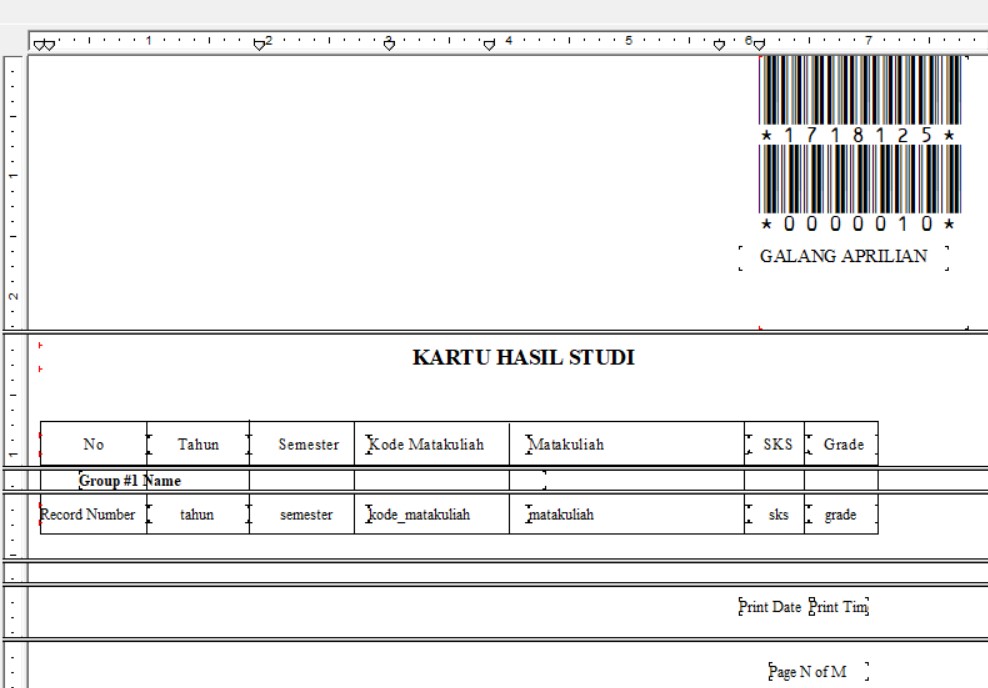 1 2 3 4 5 6 7
*1718125*
1
*0000010*
GALANG APRILIAN
2
KARTU HASIL STUDI
No Tahun Semester Kode Matakuliah Matakuliah SKS Grade
1
Group #1 Name
Record Number tahun semester kode_matakuliah matakuliah sks grade
Print Date Print Tim
Page N of M